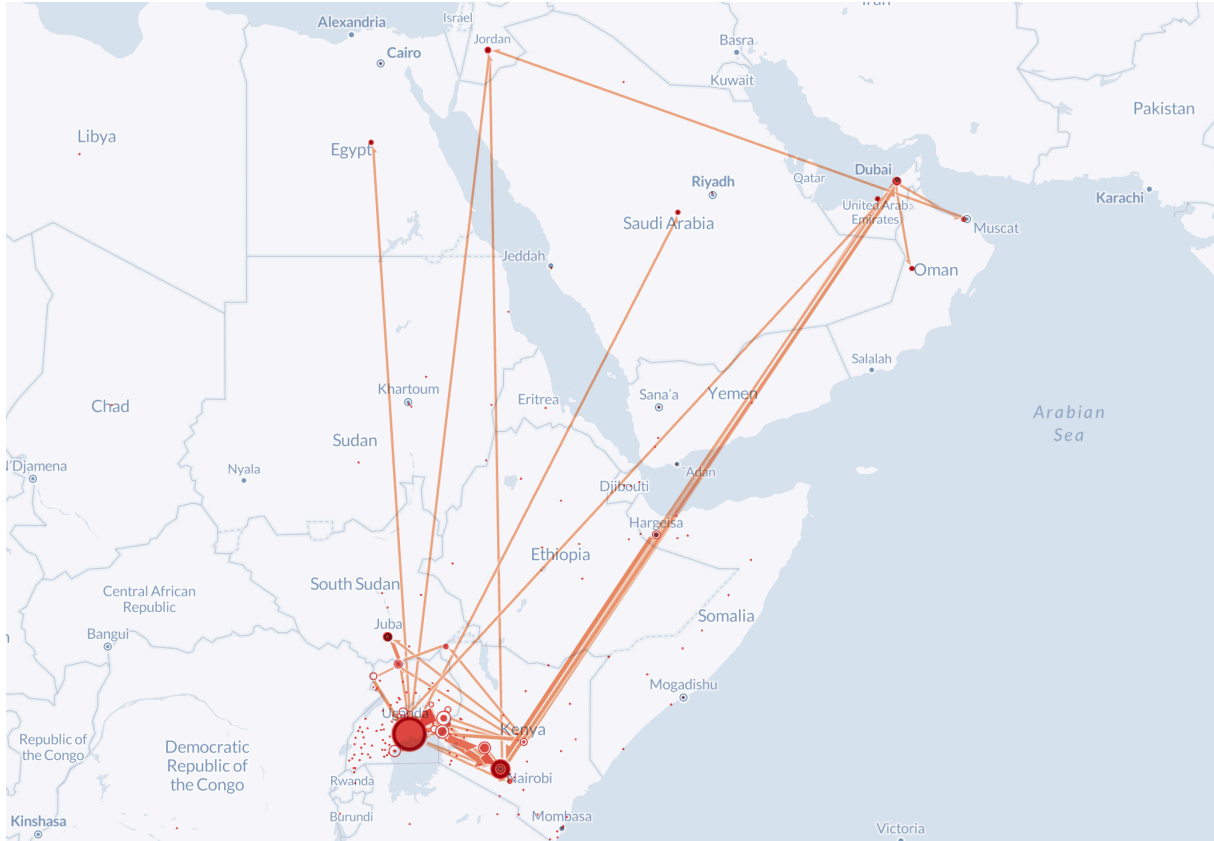 Iran
Israel
Alexandria
Jordan
Basra
Cairo
Kuwait
Pakistan
Libya
Egypt
Dubai
Qatar
Riyadh
Karachi
United Arab
Emirates
Saudi Arabia
Muscat
Jeddah
Oman
Salalah
Khartoum
Sana'a
Yemen
Eritrea
Chad
Arabian
Sea
Sudan
N'Djamena
Nyala
Adan
Djibouti
Hargeisa
Ethiopia
South Sudan
Central African
Republic
Somalia
Juba
Bangui
Mogadishu
Uganda
Kenya
Republic of
the Congo
Democratic
Republic of
the Congo
Nairobi
Rwanda
Burundi
Mombasa
Kinshasa
Victoria